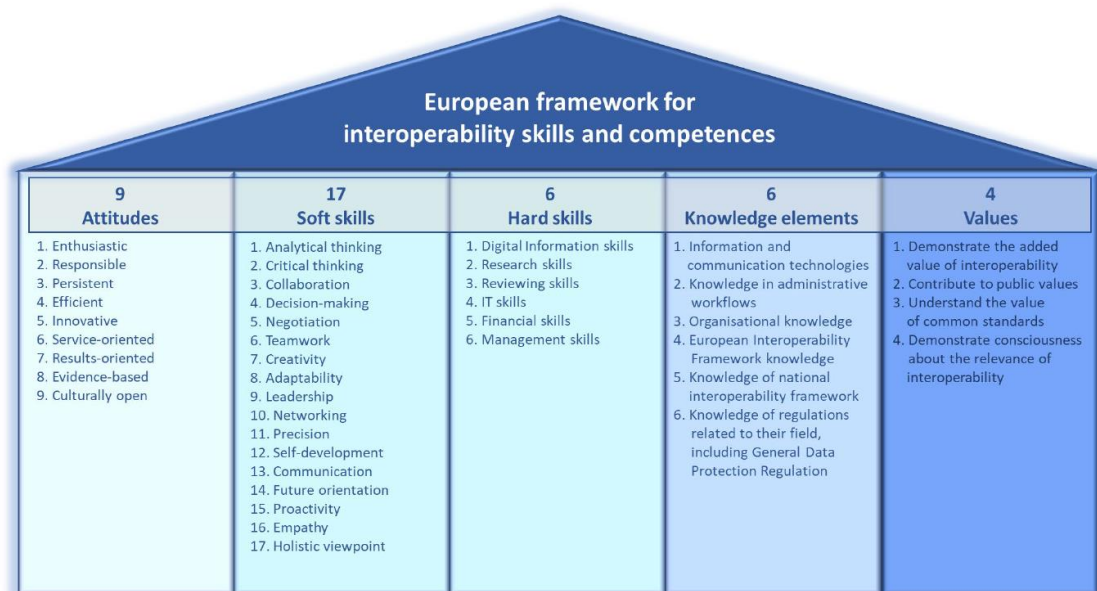 European framework for
interoperability skills and competences
9
Attitudes
1. Enthusiastic
2. Responsible
3. Persistent
4. Efficient
5. Innovative
6. Service-oriented
7. Results-oriented
8. Evidence-based
9. Culturally open
17
Soft skills
1. Analytical thinking
2. Critical thinking
3. Collaboration
4. Decision-making
5. Negotiation
6. Teamwork
7. Creativity
8. Adaptability
9. Leadership
10. Networking
11. Precision
12. Self-development
13. Communication
14. Future orientation
15. Proactivity
16. Empathy
17. Holistic viewpoint
6
Hard skills
1. Digital Information skills
2. Research skills
3. Reviewing skills
4. IT skills
5. Financial skills
6. Management skills
6
Knowledge elements
1. Information and
communication technologies
2. Knowledge in administrative
workflows
3. Organisational knowledge
4. European Interoperability
Framework knowledge
5. Knowledge of national
interoperability framework
6. Knowledge of regulations
related to their field,
including General Data
Protection Regulation
4
Values
1. Demonstrate the added
value of interoperability
2. Contribute to public values
3. Understand the value
of common standards
4. Demonstrate consciousness
about the relevance of
interoperability